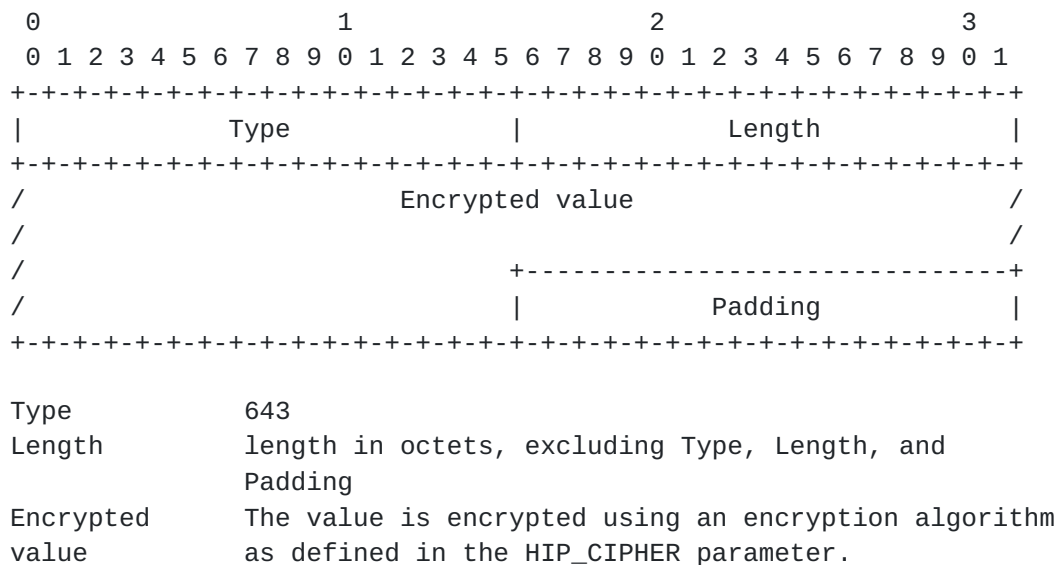 0                   1                   2                   3
 0 1 2 3 4 5 6 7 8 9 0 1 2 3 4 5 6 7 8 9 0 1 2 3 4 5 6 7 8 9 0 1
+-+-+-+-+-+-+-+-+-+-+-+-+-+-+-+-+-+-+-+-+-+-+-+-+-+-+-+-+-+-+-+-+
|             Type              |             Length            |
+-+-+-+-+-+-+-+-+-+-+-+-+-+-+-+-+-+-+-+-+-+-+-+-+-+-+-+-+-+-+-+-+
/                        Encrypted value                        /
/                                                               /
/                               +-------------------------------+
/                               |            Padding            |
+-+-+-+-+-+-+-+-+-+-+-+-+-+-+-+-+-+-+-+-+-+-+-+-+-+-+-+-+-+-+-+-+

Type           643
Length         length in octets, excluding Type, Length, and
               Padding
Encrypted      The value is encrypted using an encryption algorithm
value          as defined in the HIP_CIPHER parameter.